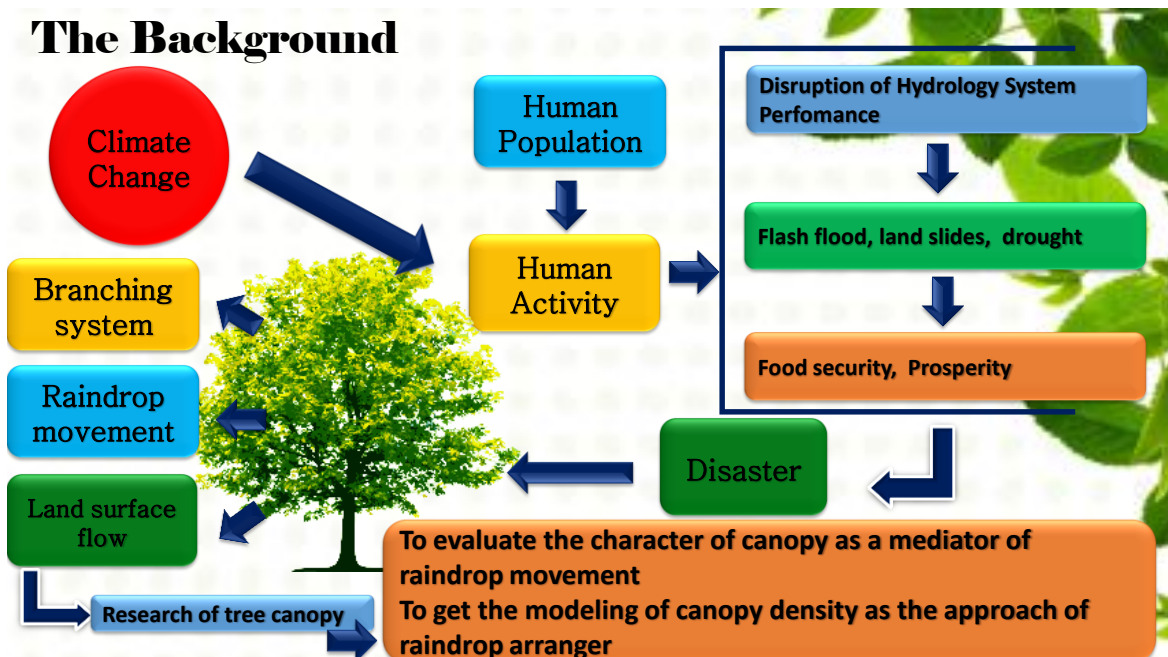 The Background
Climate
Change
Human
Population
Human
Activity
Disruption of Hydrology System
Perfomance
Flash flood, land slides, drought
Food security, Prosperity
Disaster
Branching
system
Raindrop
movement
Land surface
flow
Research of tree canopy
To evaluate the character of canopy as a mediator of
raindrop movement
To get the modeling of canopy density as the approach of
raindrop arranger